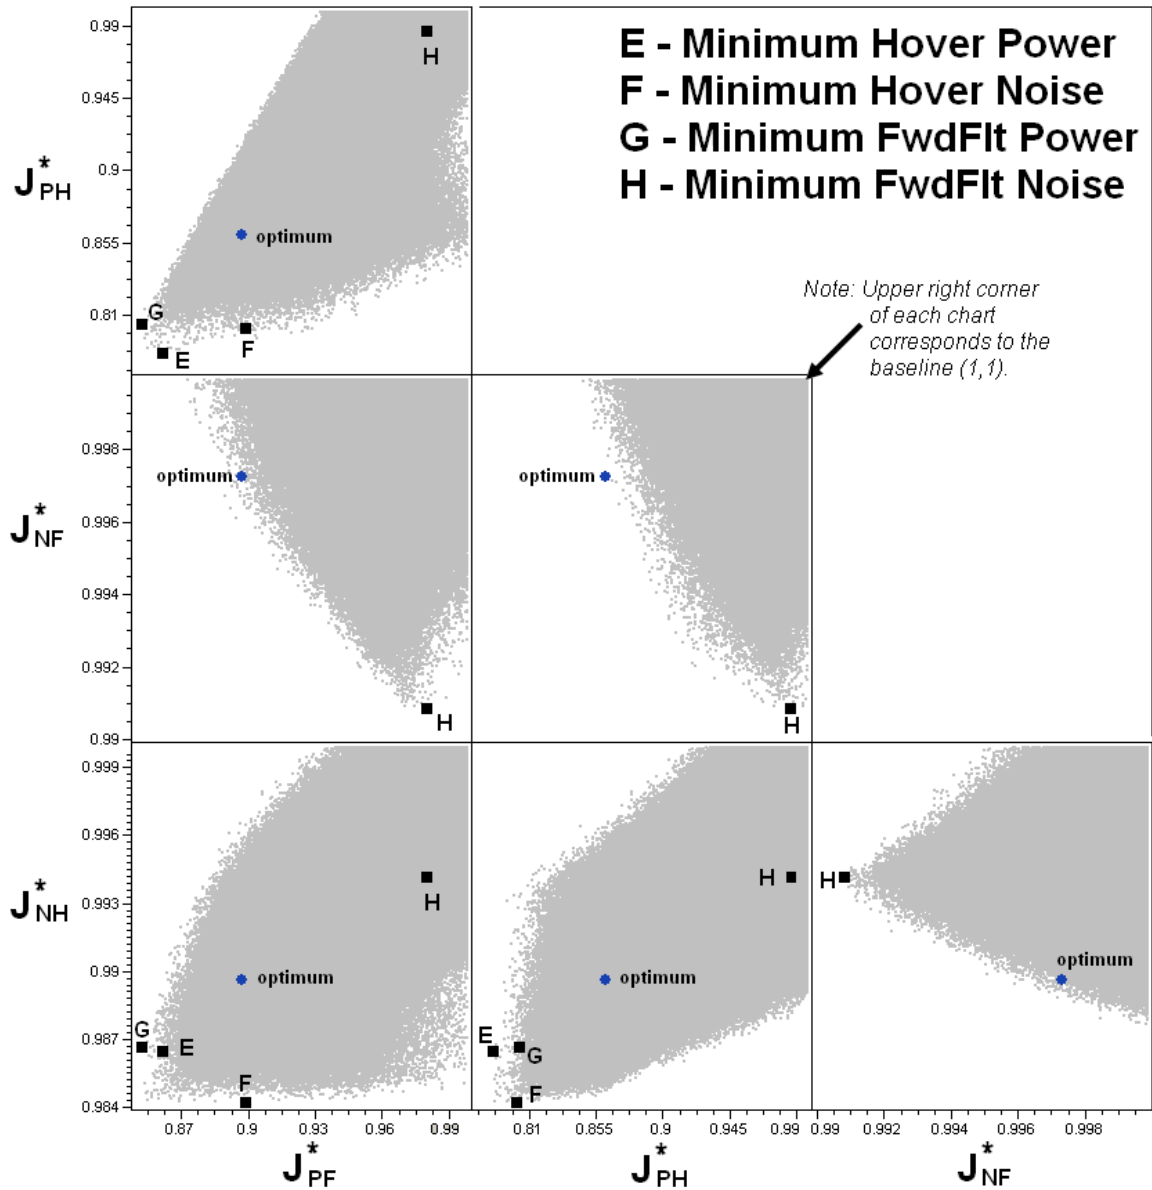 E - Minimum Hover Power
F - Minimum Hover Noise
G - Minimum FwdFlt Power
H - Minimum FwdFlt Noise
Note: Upper right corner
of each chart
corresponds to the
baseline (1,1).
0.99
0.945
0.9
0.855
0.81
J*PH
H
optimum
G
E
F
0.998
0.996
0.994
0.992
0.99
J*NF
optimum
H
optimum
H
0.999
0.996
0.993
0.99
0.987
0.984
J*NH
H
optimum
G
E
F
H
optimum
E
G
F
H
optimum
0.87 0.9 0.93 0.96 0.99
0.81 0.855 0.9 0.945 0.99
0.99 0.992 0.994 0.996 0.998
J*PF
J*PH
J*NF